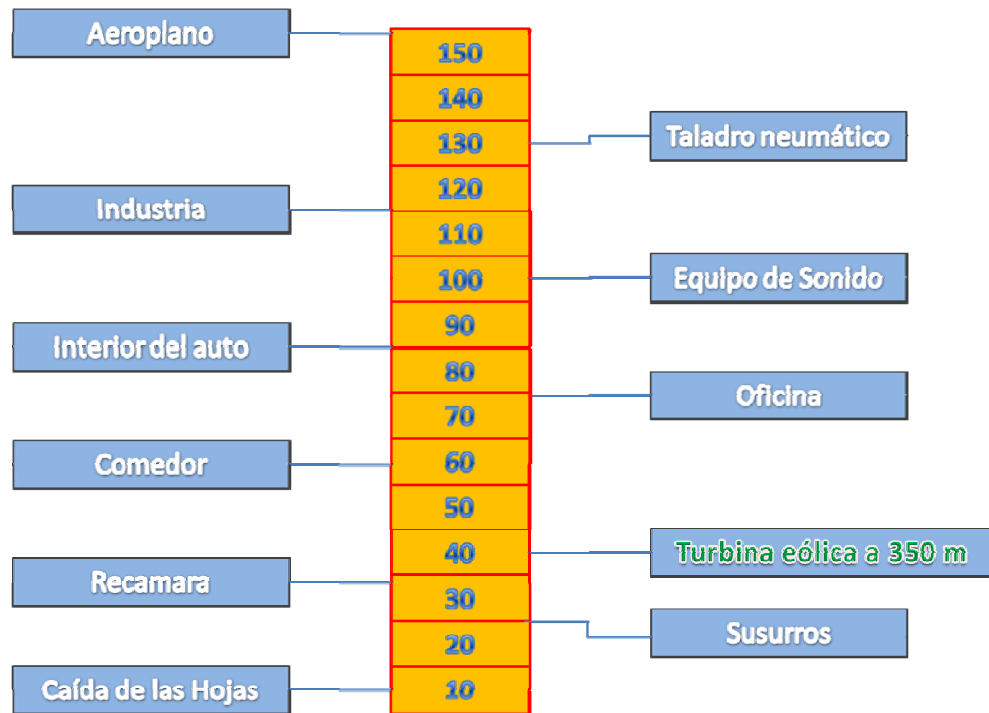 Aeroplano
150
140
130
Taladro neumático
120
Industria
110
100
Equipo de Sonido
90
Interior del auto
80
Oficina
70
60
Comedor
50
40
Turbina eólica a 350 m
Recamara
30
Susurros
20
Caída de las Hojas
10